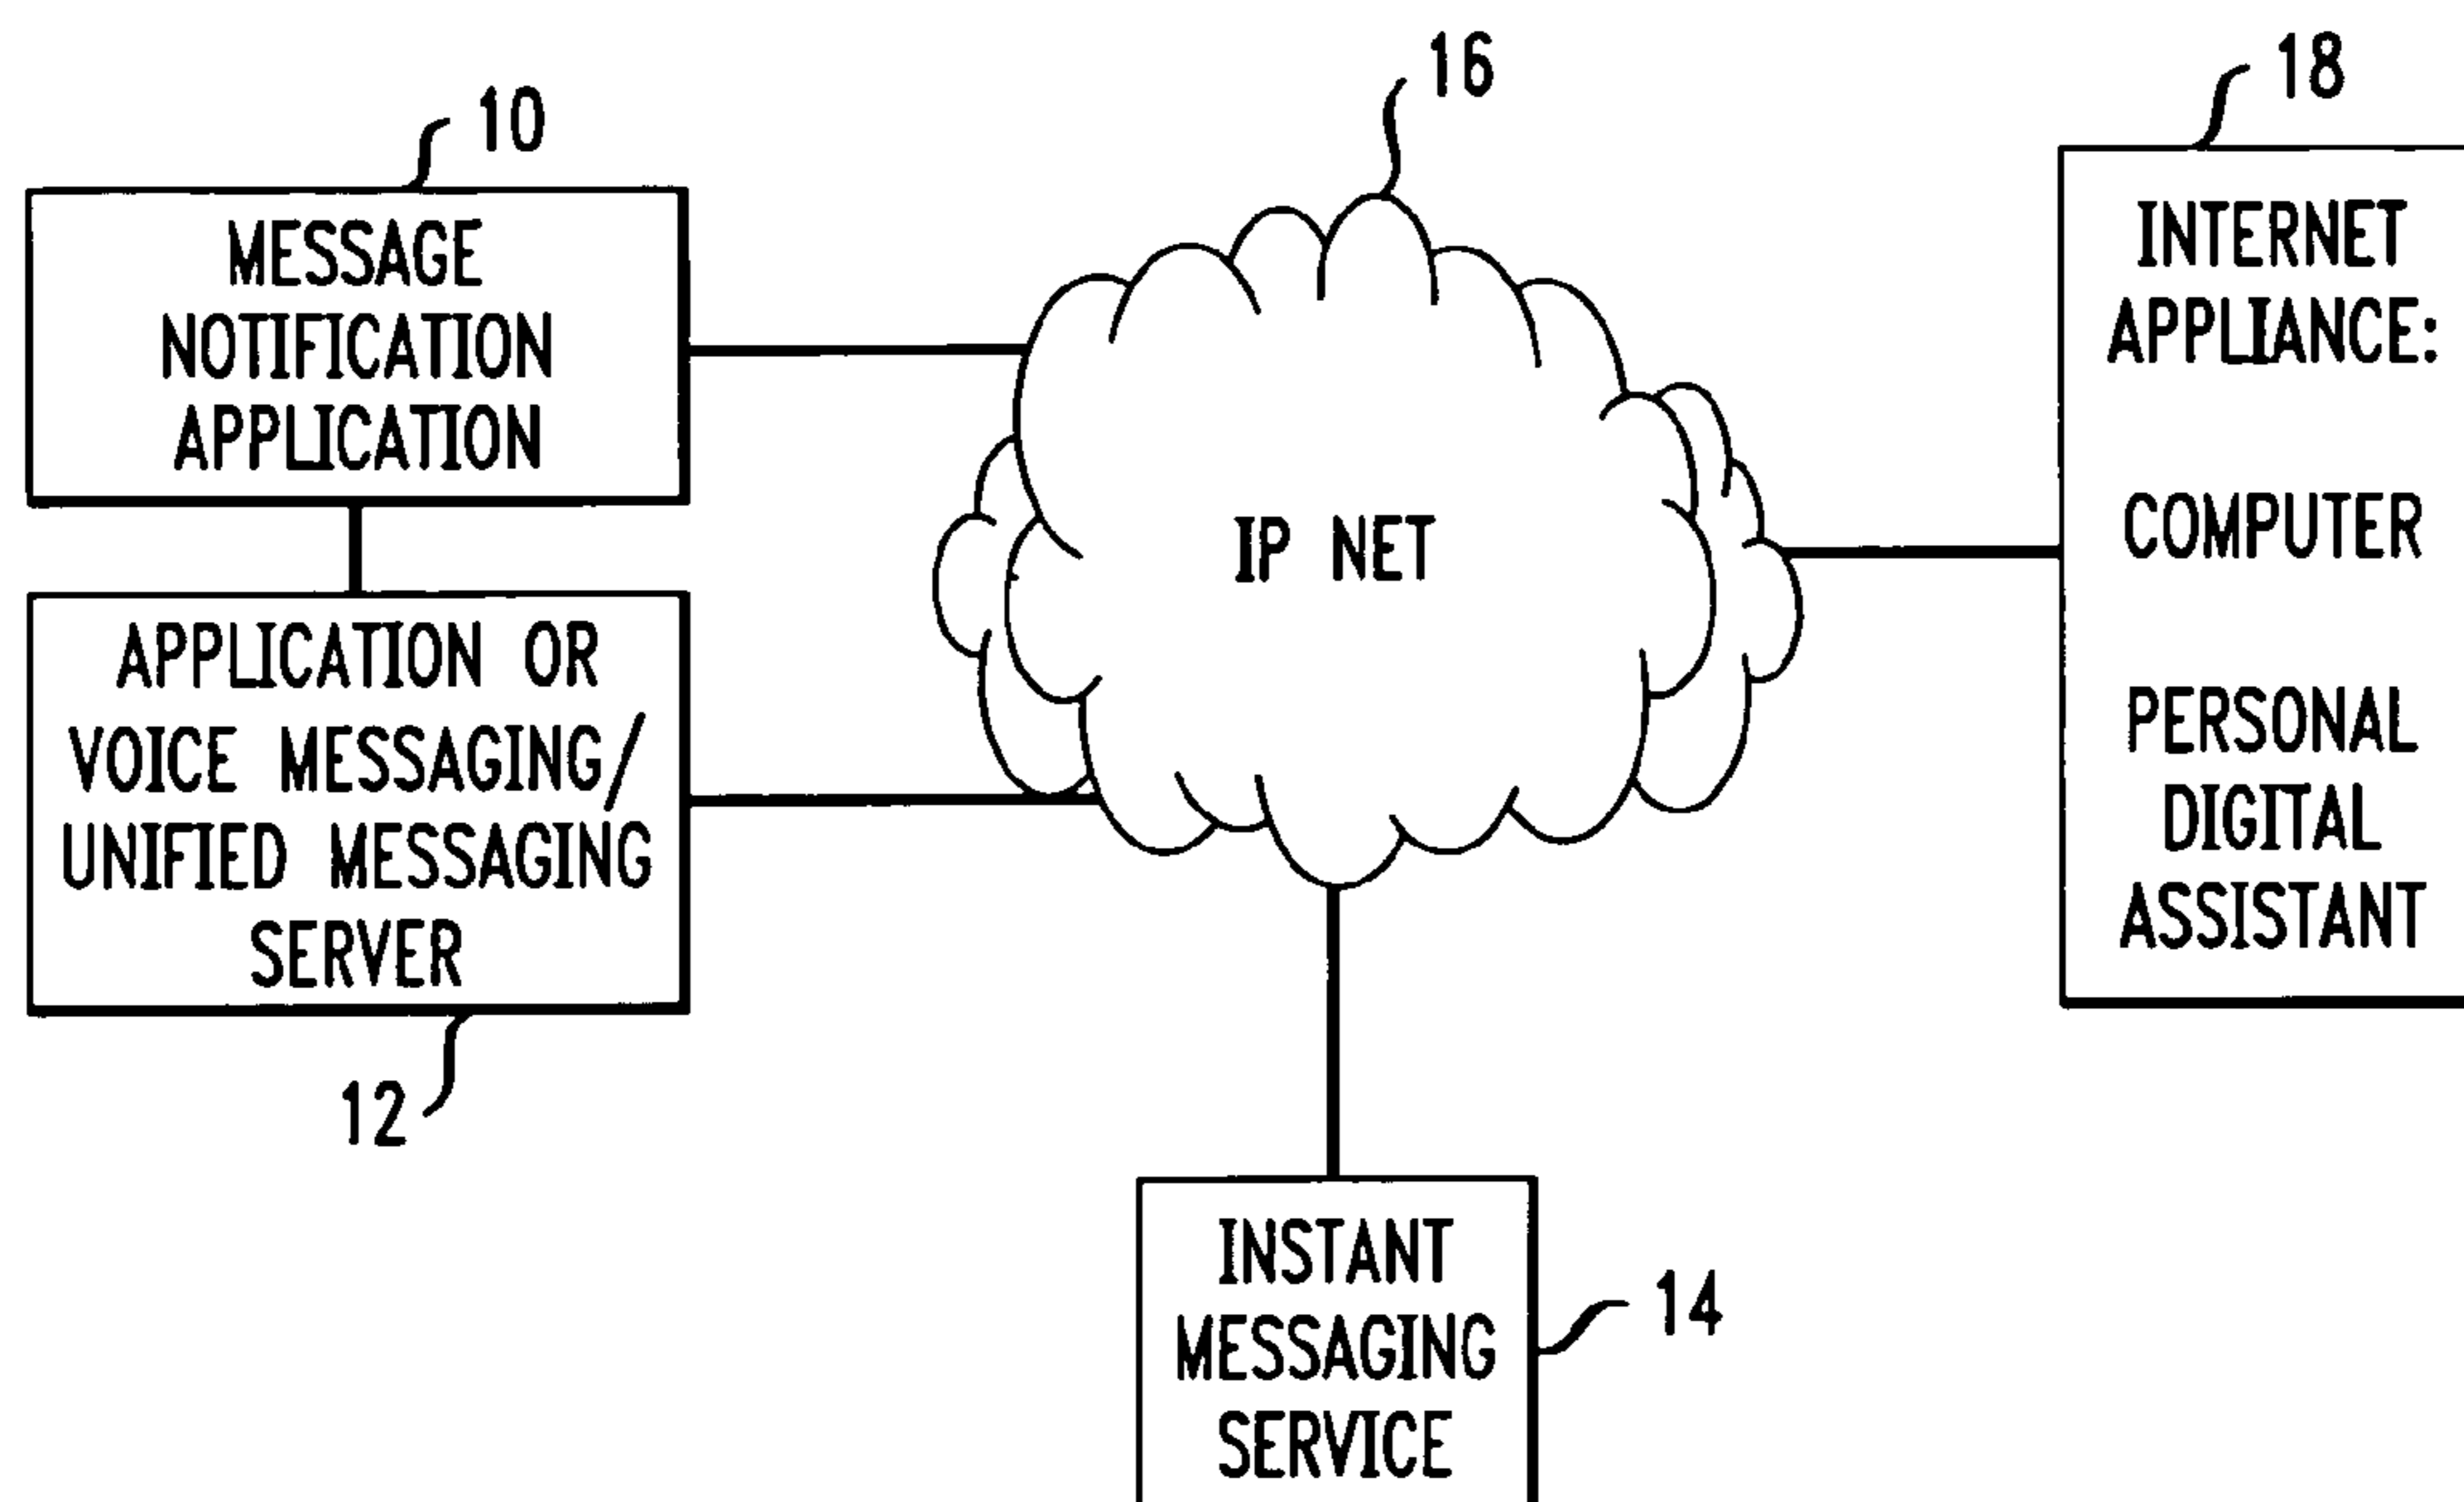 10
MESSAGE
NOTIFICATION
APPLICATION
APPLICATION OR
VOICE MESSAGING/
UNIFIED MESSAGING
SERVER
12
16
IP NET
18
INTERNET
APPLIANCE:
COMPUTER
PERSONAL
DIGITAL
ASSISTANT
INSTANT
MESSAGING
SERVICE
14